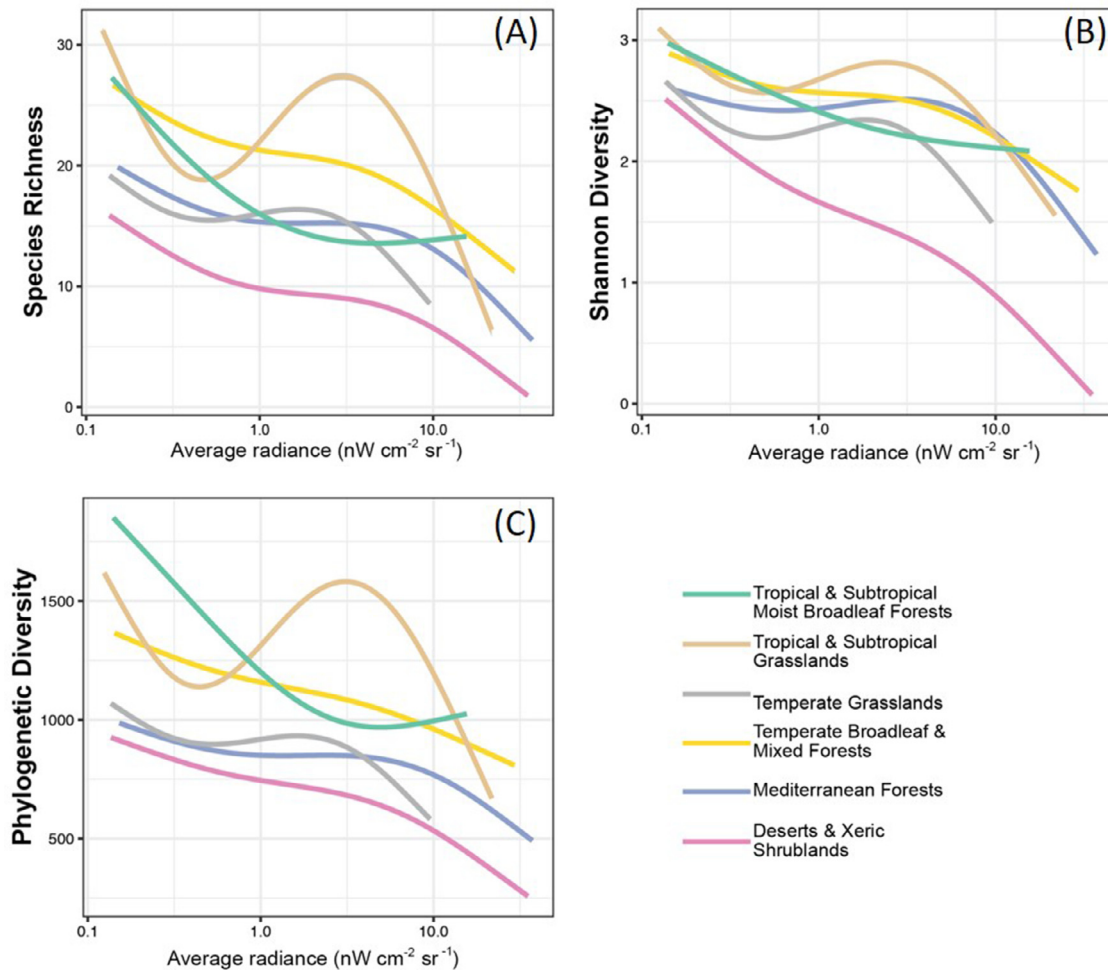 (A)
Species Richness
30
20
10
0
0.1 1.0 10.0
Average radiance (nW cm⁻² sr⁻¹)
(B)
Shannon Diversity
3
2
1
0
0.1 1.0 10.0
Average radiance (nW cm⁻² sr⁻¹)
(C)
Phylogenetic Diversity
1500
1000
500
0.1 1.0 10.0
Average radiance (nW cm⁻² sr⁻¹)
Tropical & Subtropical
Moist Broadleaf Forests
Tropical & Subtropical
Grasslands
Temperate Grasslands
Temperate Broadleaf &
Mixed Forests
Mediterranean Forests
Deserts & Xeric
Shrublands